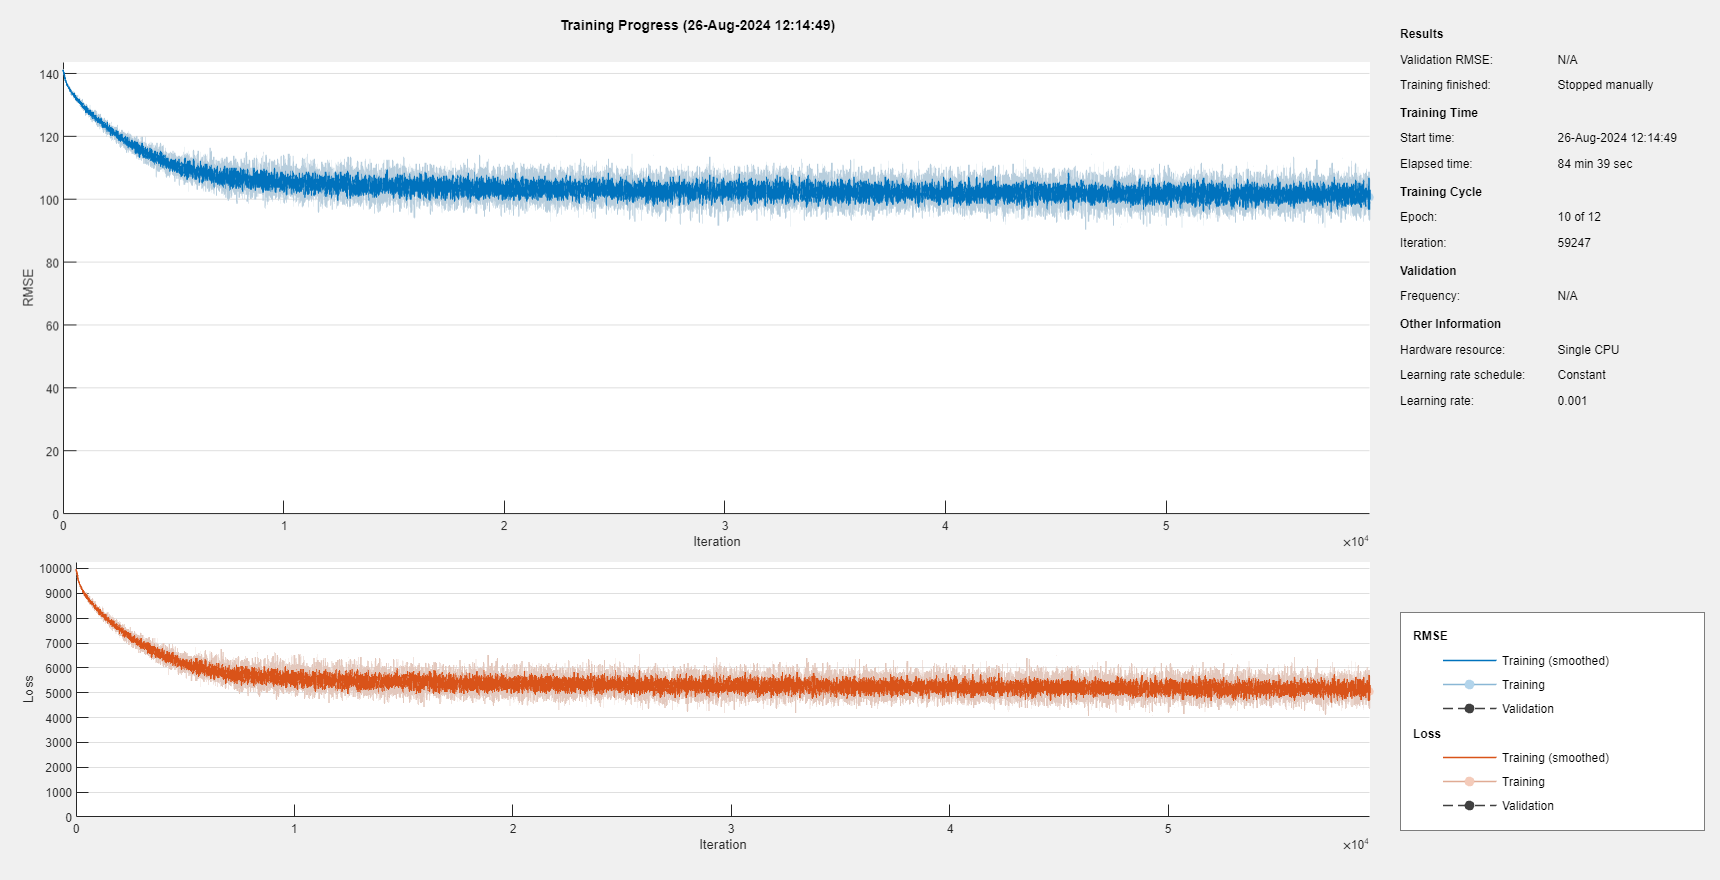 Training Progress (26-Aug-2024 12:14:49)
140
120
100
80
60
40
20
0
RMSE
0 1 2 3 4 5
Iteration
×10⁴
10000
9000
8000
7000
6000
5000
4000
3000
2000
1000
0
Loss
0 1 2 3 4 5
Iteration
×10⁴
Results
Validation RMSE: N/A
Training finished: Stopped manually
Training Time
Start time: 26-Aug-2024 12:14:49
Elapsed time: 84 min 39 sec
Training Cycle
Epoch: 10 of 12
Iteration: 59247
Validation
Frequency: N/A
Other Information
Hardware resource: Single CPU
Learning rate schedule: Constant
Learning rate: 0.001
RMSE
Training (smoothed)
Training
Validation
Loss
Training (smoothed)
Training
Validation